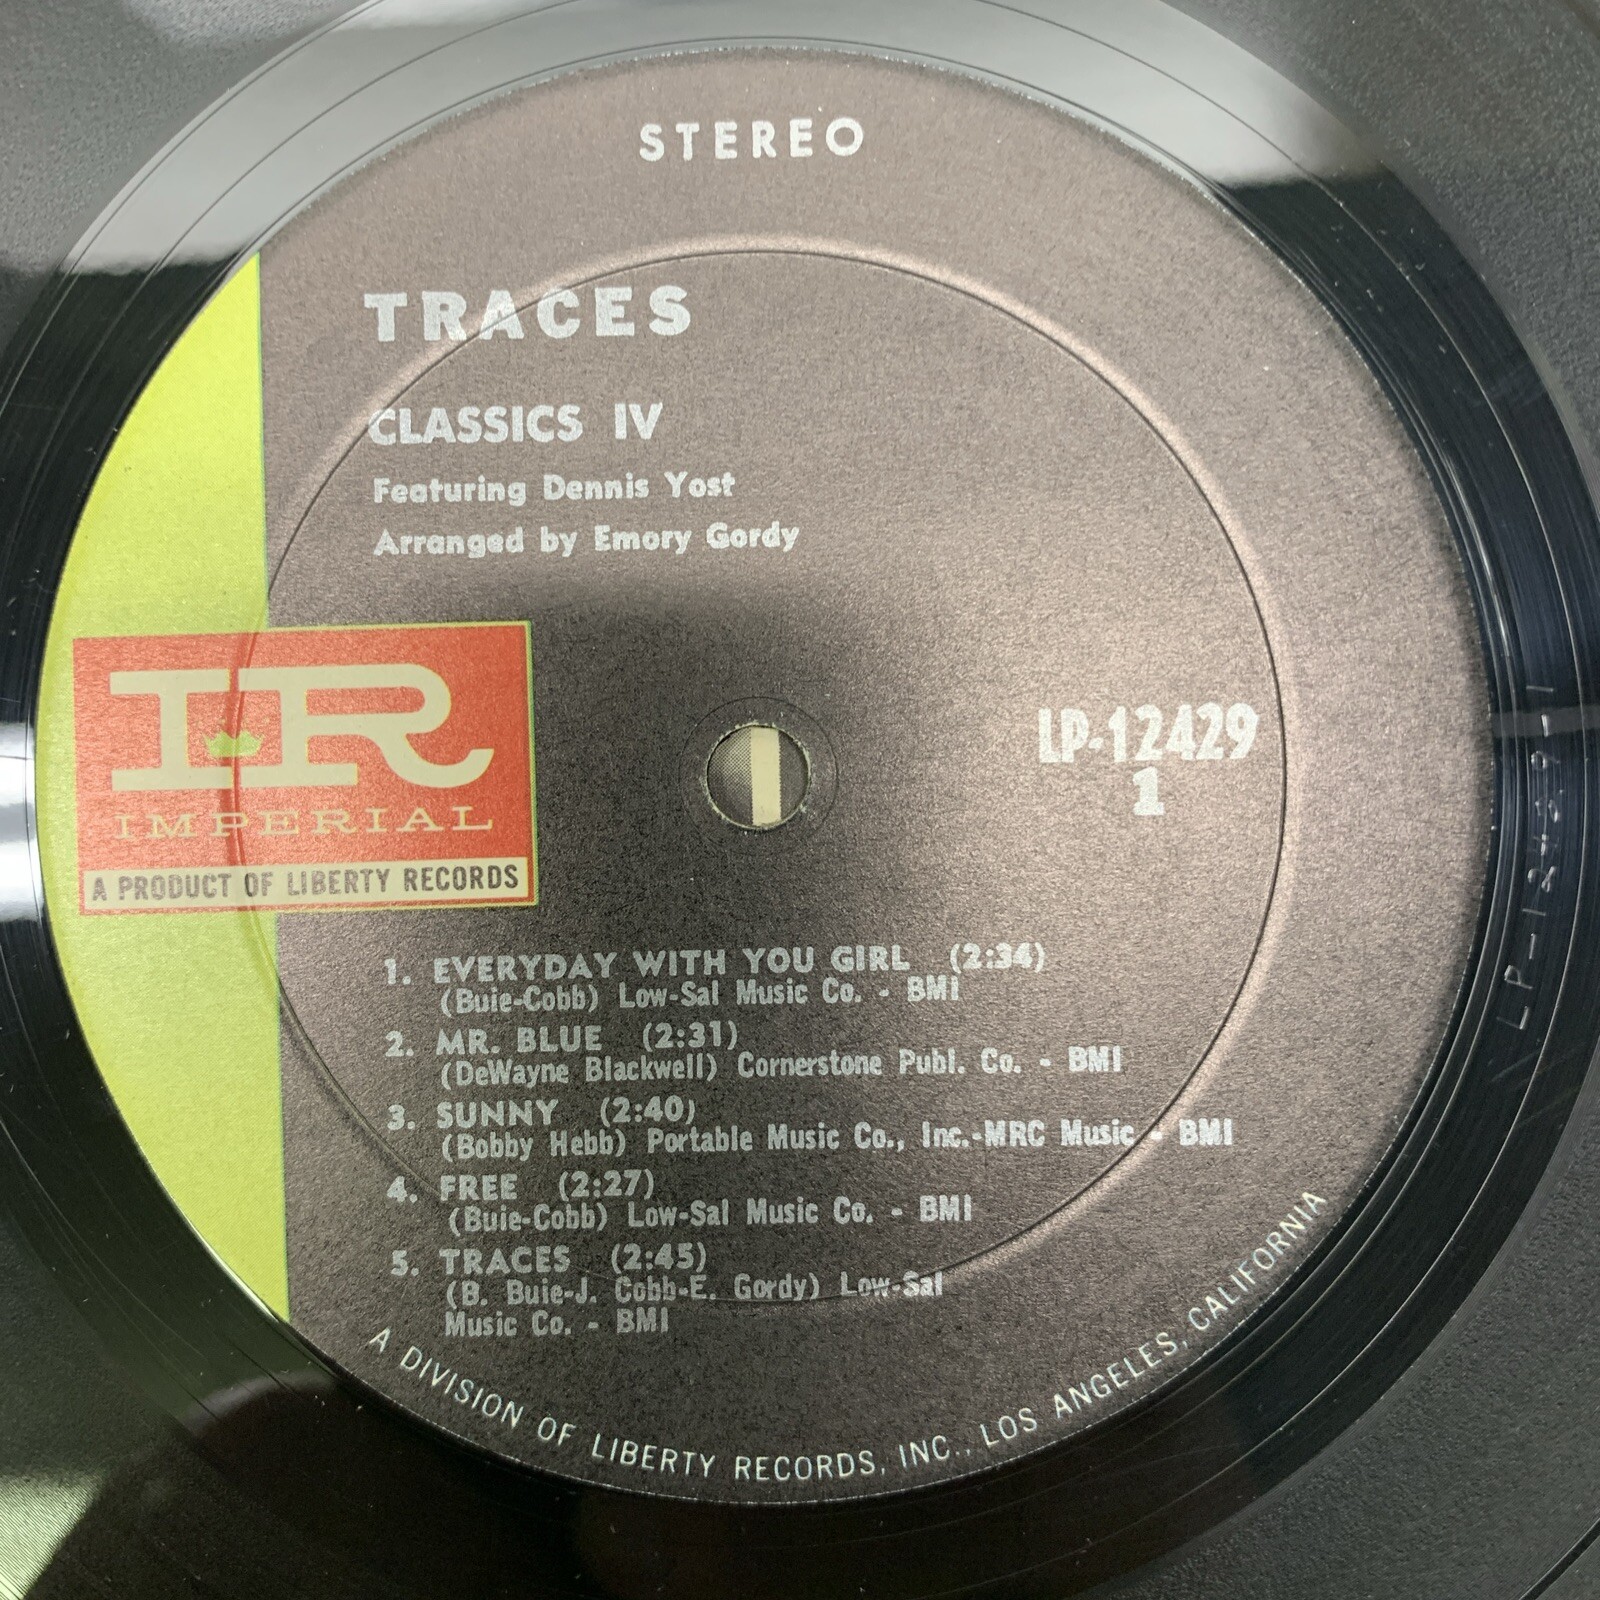 STEREO
TRACES
CLASSICS IV
Featuring Dennis Yost
Arranged by Emory Gordy
IR
IMPERIAL
A PRODUCT OF LIBERTY RECORDS
LP-12429
1
1. EVERYDAY WITH YOU GIRL (2:34)
(Buie-Cobb) Low-Sal Music Co. - BMI
2. MR. BLUE (2:31)
(DeWayne Blackwell) Cornerstone Publ. Co. - BMI
3. SUNNY (2:40)
(Bobby Hebb) Portable Music Co., Inc.-MRC Music - BMI
4. FREE (2:27)
(Buie-Cobb) Low-Sal Music Co. - BMI
5. TRACES (2:45)
(B. Buie-J. Cobb-E. Gordy) Low-Sal
Music Co. - BMI
A DIVISION OF LIBERTY RECORDS, INC., LOS ANGELES, CALIFORNIA
LP-12429-1